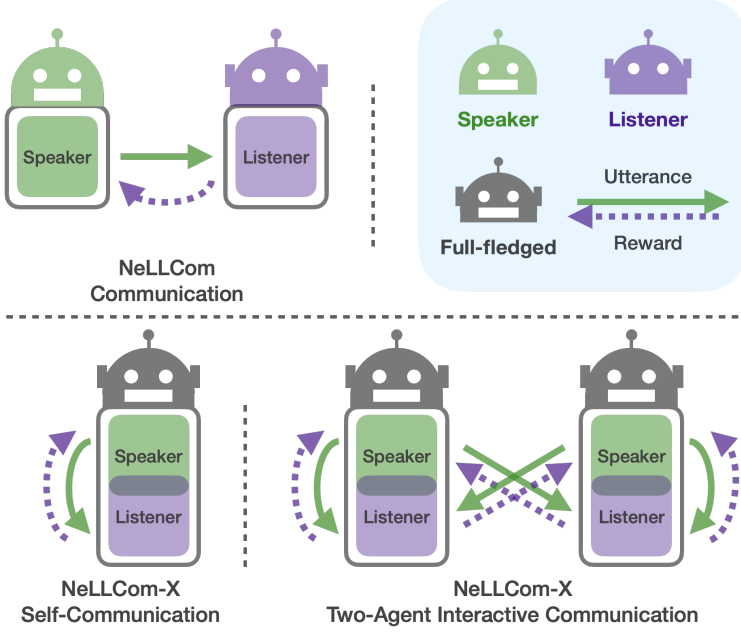 Speaker
Listener
NeLLCom
Communication
Speaker
Listener
Full-fledged
Utterance
Reward
Speaker
Listener
NeLLCom-X
Self-Communication
Speaker
Listener
Speaker
Listener
NeLLCom-X
Two-Agent Interactive Communication